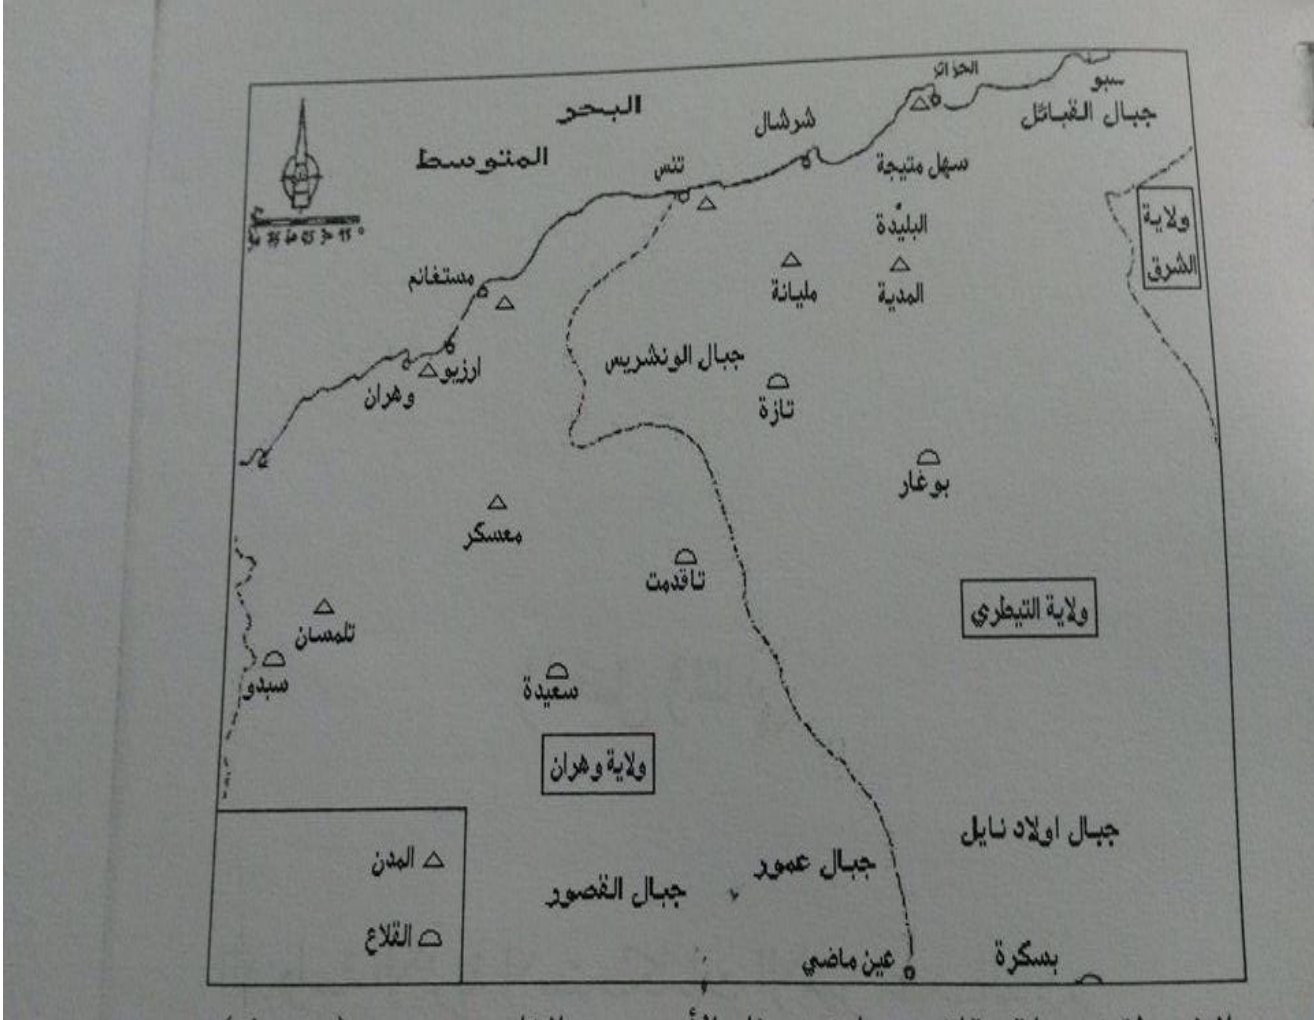 الجزائر
سبو
جبال القبائل
البحر
المتوسط
شرشال
تنس
سهل متيجة
البليدة
ولاية
الشرق
مستغانم
مليانة
المدية
ارزيو
وهران
جبال الونشريس
تازة
بوغار
معسكر
تاقدمت
ولاية التيطري
تلمسان
سبدو
سعيدة
ولاية وهران
جبال اولاد نايل
جبال عمور
جبال القصور
عين ماضي
بسكرة
المدن
القلاع